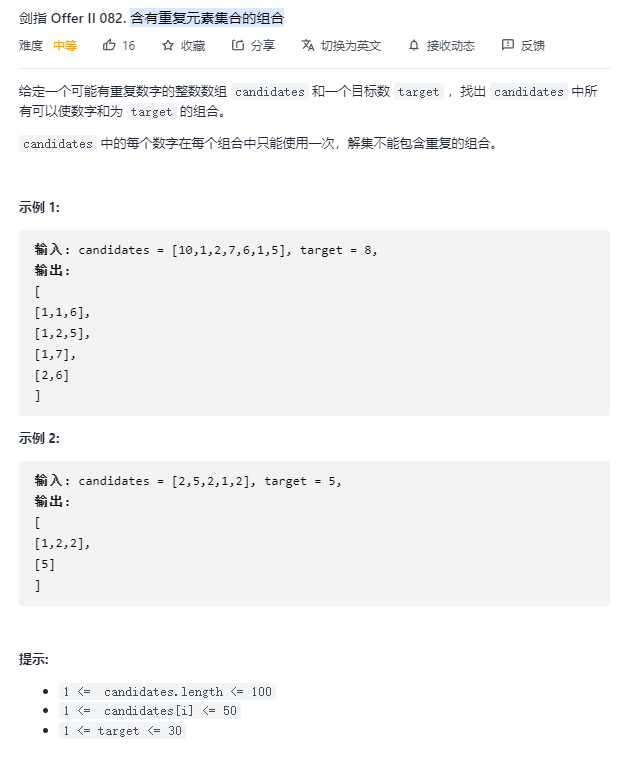 剑指 Offer II 082. 含有重复元素集合的组合
难度 中等 16 收藏 分享 切换为英文 接收动态 反馈
给定一个可能有重复数字的整数数组 candidates 和一个目标数 target ，找出 candidates 中所
有可以使数字和为 target 的组合。
candidates 中的每个数字在每个组合中只能使用一次，解集不能包含重复的组合。
示例 1:
输入: candidates = [10,1,2,7,6,1,5], target = 8,
输出:
[
[1,1,6],
[1,2,5],
[1,7],
[2,6]
]
示例 2:
输入: candidates = [2,5,2,1,2], target = 5,
输出:
[
[1,2,2],
[5]
]
提示:
• 1 <= candidates.length <= 100
• 1 <= candidates[i] <= 50
• 1 <= target <= 30